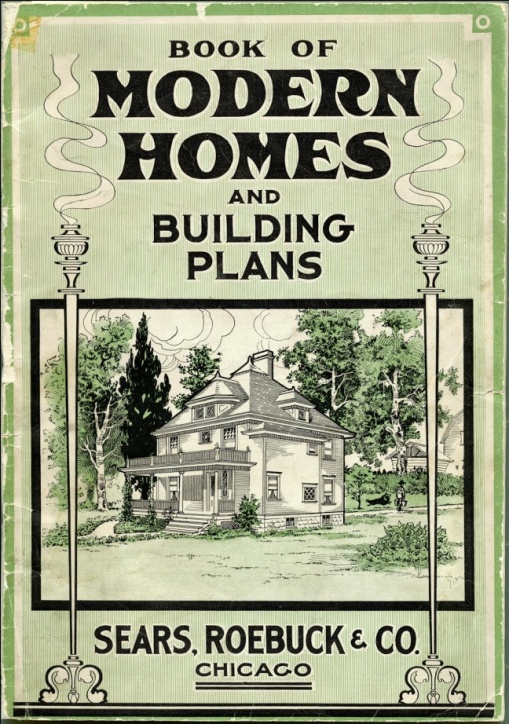 BOOK OF
MODERN
HOMES
AND
BUILDING
PLANS
SEARS, ROEBUCK & CO.
CHICAGO